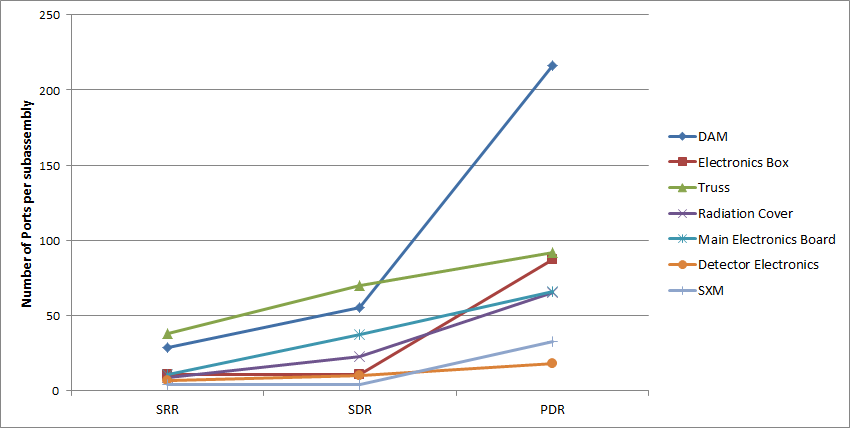 Number of Ports per subassembly
250
200
150
100
50
0
SRR
SDR
PDR
DAM
Electronics Box
Truss
Radiation Cover
Main Electronics Board
Detector Electronics
SXM